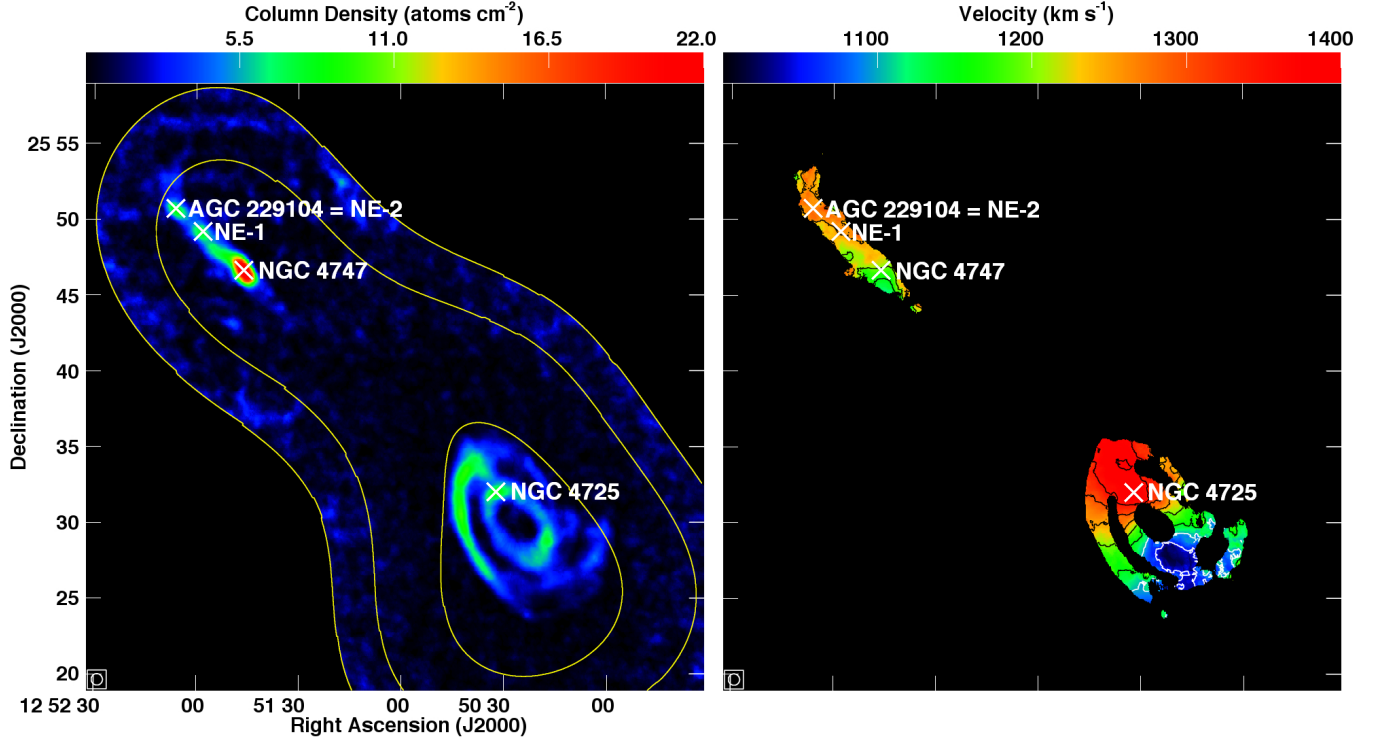 Column Density (atoms cm-2)
5.5 11.0 16.5 22.0
Velocity (km s-1)
1100 1200 1300 1400
25 55
50
45
40
35
30
25
20
Declination (J2000)
AGC 229104 = NE-2
NE-1
NGC 4747
NGC 4725
12 52 30 00 51 30 00 50 30 00
Right Ascension (J2000)
AGC 229104 = NE-2
NE-1
NGC 4747
NGC 4725